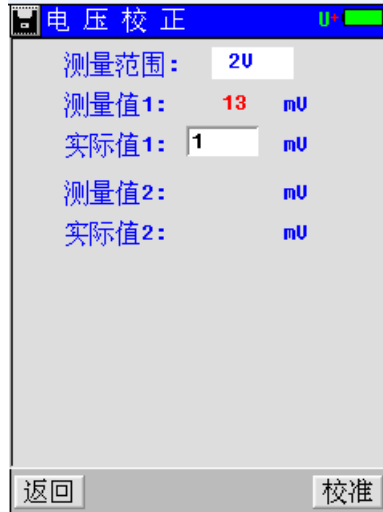 电压校正 U+
测量范围: 2V
测量值1: 13 mV
实际值1: 1 mV
测量值2: mV
实际值2: mV
返回 校准